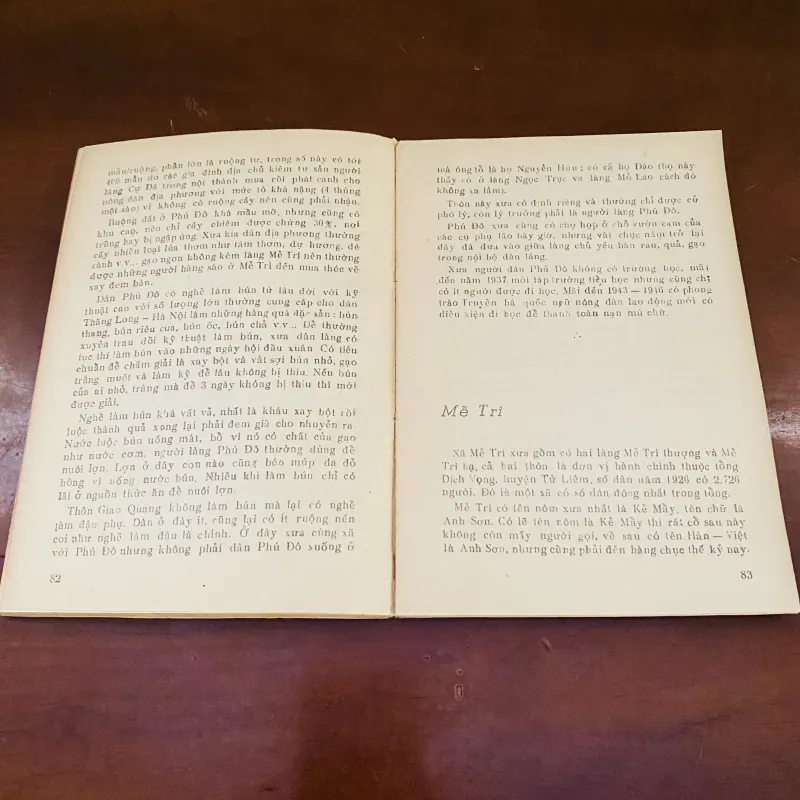 mẫu ruộng, phần lớn là ruộng tư, trong số này có tới
400 mẫu do các gia đình địa chủ kiêm tư sản người
làng Cự Đà trong nội thành mua rồi phát canh cho
nông dân địa phương với mức tô khá nặng (4 thùng
một sào) vì không có ruộng cấy nên cũng phải nhận.
Ruộng đất ở Phú Đô khá mầu mỡ, nhưng cũng có
khu cao, nên chỉ cấy chiêm được chừng 30%, nơi
trũng hay bị ngập úng. Xưa kia dân địa phương thường
cấy nhiều loại lúa thơm như tám thơm, dự hương, dé
cánh v.v... gạo ngon không kém làng Mễ Trì nên thường
được những người hàng sáo ở Mễ Trì đến mua thóc về
xay đem bán.
Dân Phú Đô có nghề làm bún từ lâu đời với kỹ
thuật cao với số lượng lớn thường cung cấp cho dân
Thăng Long — Hà Nội làm những hàng quà đặc sản : bún
thang, bún riêu cua, bún ốc, bún chả v.v... Để thường
xuyên trau dồi kỹ thuật làm bún, xưa dân làng có
tục thi làm bún vào những ngày hội đầu xuân. Có tiêu
chuẩn để chấm giải là xay bột và vắt sợi bún nhỏ, gạo
trắng muốt và làm kỹ để lâu không bị thiu. Nếu bún
của ai nhỏ, trắng mà để 3 ngày không bị thiu thì mới
được giải.
Nghề làm bún khá vất vả, nhất là khâu xay bột rồi
luộc thành quả xong lại phải đem giã cho nhuyễn ra.
Nước luộc bún uống mát, bổ vì nó có chất của gạo
như nước cơm, người làng Phú Đô thường dùng để
nuôi lợn. Lợn ở đây con nào cũng béo múp da đỏ
hồng vì uống nước bún. Nhiều khi làm bún chỉ có
lãi ở nguồn thức ăn để nuôi lợn.
Thôn Giao Quang không làm bún mà lại có nghề
làm đậu phụ. Dân ở đây ít, cũng lại có ít ruộng nên
coi như nghề làm đậu là chính. Ở đây xưa cùng xã
với Phú Đô nhưng không phải dân Phú Đô xuống ở
82
mà ông tổ là họ Nguyễn Hữu ; có cả họ Đào thọ này
thấy có ở làng Ngọc Trục va làng Mỗ Lao cách đó
không xa lắm).
Thôn này xưa có đình riêng và thường chỉ được cử
phó lý, còn lý trưởng phải là người làng Phú Đô.
Phú Đô xưa cũng có chợ họp ở chỗ vườn cam của
các cụ phụ lão bây giờ, nhưng vài chục năm trở lại
đây đã đưa vào giữa làng chủ yếu bán rau, quả, gạo
trong nội bộ dân làng.
Xưa người dân Phú Đô không có trường học, mãi
đến năm 1937 mới lập trường tiểu học nhưng cũng chỉ
có ít người được đi học. Mãi đến 1943 — 1946 có phong
trào Truyền bá quốc ngữ nông dân lao động mới có
điều kiện đi học để thanh toán nạn mù chữ.
Mễ Trì
Xã Mễ Trì xưa gồm có hai làng Mễ Trì thượng và Mễ
Trì hạ, cả hai thôn là đơn vị hành chính thuộc tổng
Dịch Vọng, huyện Từ Liêm, số dân năm 1926 có 2.726
người. Đó là một xã có số dân đông nhất trong tổng.
Mễ Trì có tên nôm xưa nhất là Kẻ Mẩy, tên chữ là
Anh Sơn. Có lẽ tên nôm là Kẻ Mẩy thì rất cổ sau này
không còn mấy người gọi, về sau có tên Hán — Việt
là Anh Sơn, nhưng cũng phải đến hàng chục thế kỷ nay.
83